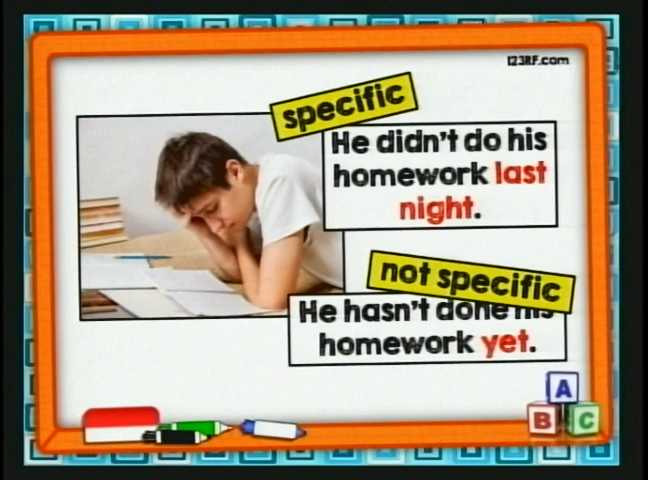 123RF.com
specific
He didn't do his
homework last
night.
not specific
He hasn't done his
homework yet.
A
B C